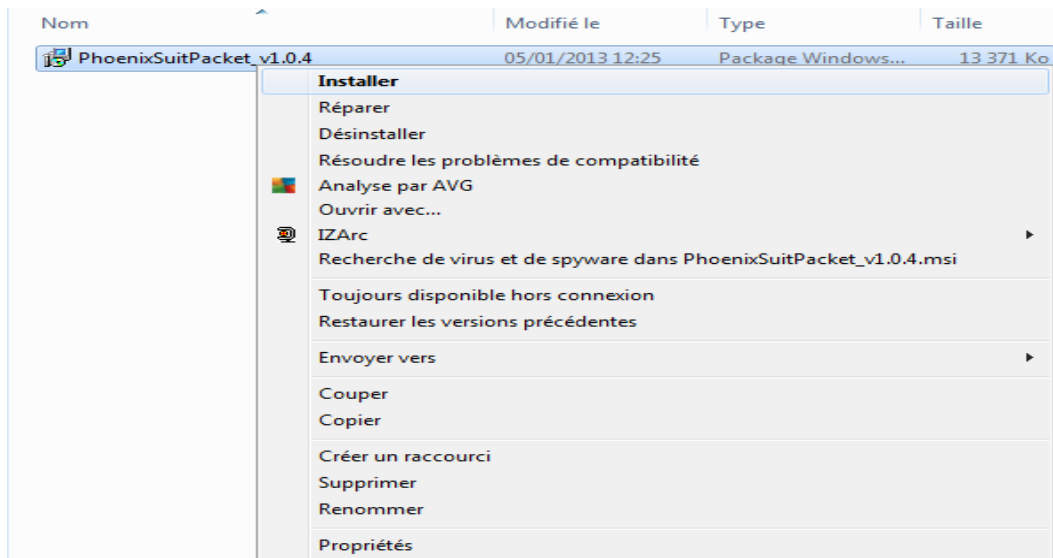 Nom Modifié le Type Taille
PhoenixSuitPacket_v1.0.4 05/01/2013 12:25 Package Windows... 13 371 Ko
Installer
Réparer
Désinstaller
Résoudre les problèmes de compatibilité
Analyse par AVG
Ouvrir avec...
IZArc
Recherche de virus et de spyware dans PhoenixSuitPacket_v1.0.4.msi
Toujours disponible hors connexion
Restaurer les versions précédentes
Envoyer vers
Couper
Copier
Créer un raccourci
Supprimer
Renommer
Propriétés